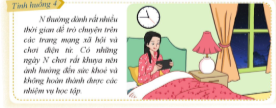 Tình huống 4
N thường dành rất nhiều
thời gian để trò chuyện trên
các trang mạng xã hội và
chơi điện tử. Có những
ngày N chơi rất khuya nên
ảnh hưởng đến sức khoẻ và
không hoàn thành được các
nhiệm vụ học tập.